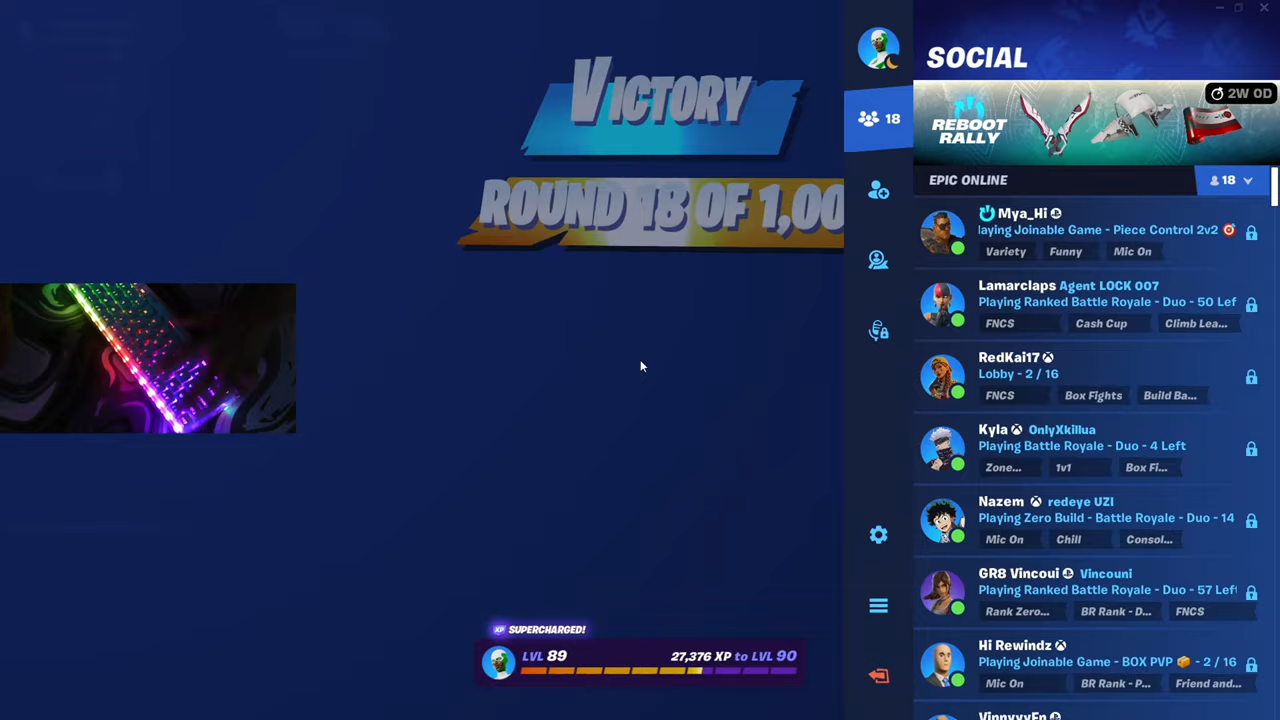 VICTORY
ROUND 18 OF 1,00
XP SUPERCHARGED!
LVL 89
27,376 XP to LVL 90
18
SOCIAL
2W 0D
REBOOT
RALLY
EPIC ONLINE
18
Mya_Hi
laying Joinable Game - Piece Control 2v2
Variety Funny Mic On
Lamarclaps Agent LOCK 007
Playing Ranked Battle Royale - Duo - 50 Lef
FNCS Cash Cup Climb Lea...
RedKai17
Lobby - 2 / 16
FNCS Box Fights Build Ba...
Kyla OnlyXkillua
Playing Battle Royale - Duo - 4 Left
Zone... 1v1 Box Fi...
Nazem redeye UZI
Playing Zero Build - Battle Royale - Duo - 14
Mic On Chill Consol...
GR8 Vincoui Vincouni
Playing Ranked Battle Royale - Duo - 57 Left
Rank Zero... BR Rank - D... FNCS
Hi Rewindz
Playing Joinable Game - BOX PVP - 2 / 16
Mic On BR Rank - P... Friend and...